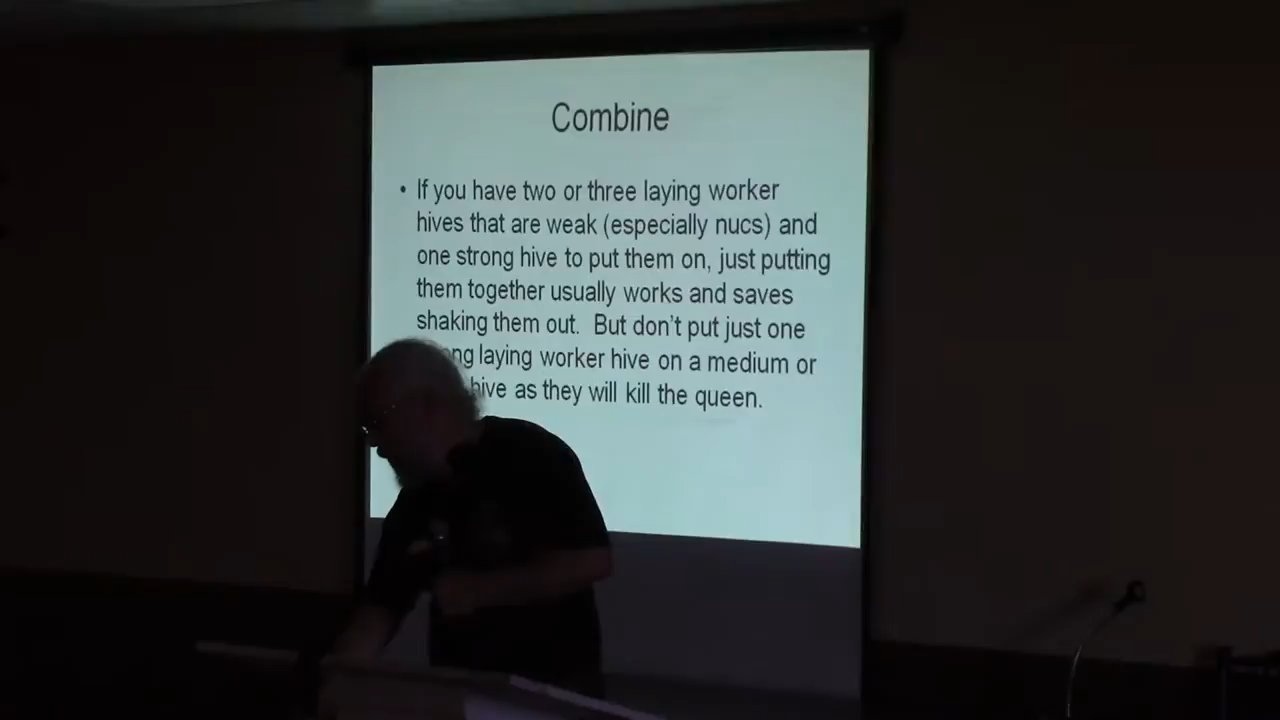 Combine
• If you have two or three laying worker
hives that are weak (especially nucs) and
one strong hive to put them on, just putting
them together usually works and saves
shaking them out.  But don't put just one
laying worker hive on a medium or
hive as they will kill the queen.